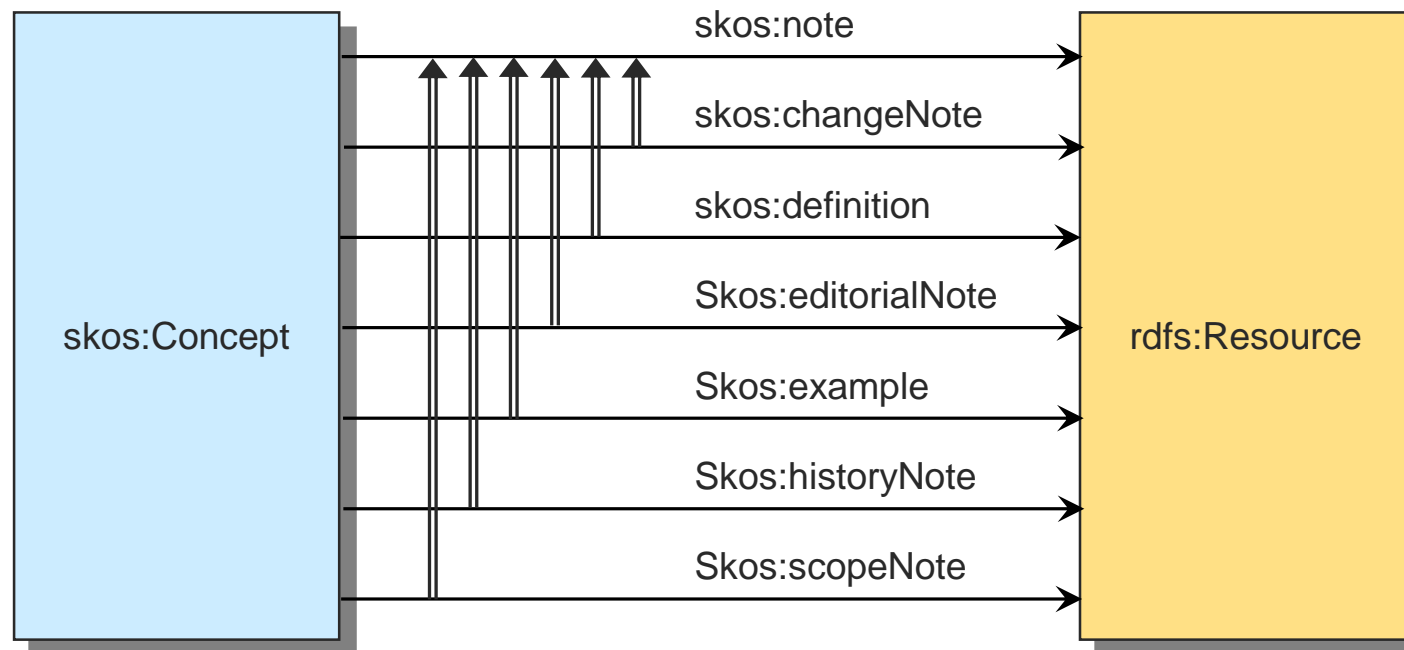 skos:note
skos:changeNote
skos:definition
Skos:editorialNote
skos:Concept
rdfs:Resource
Skos:example
Skos:historyNote
Skos:scopeNote